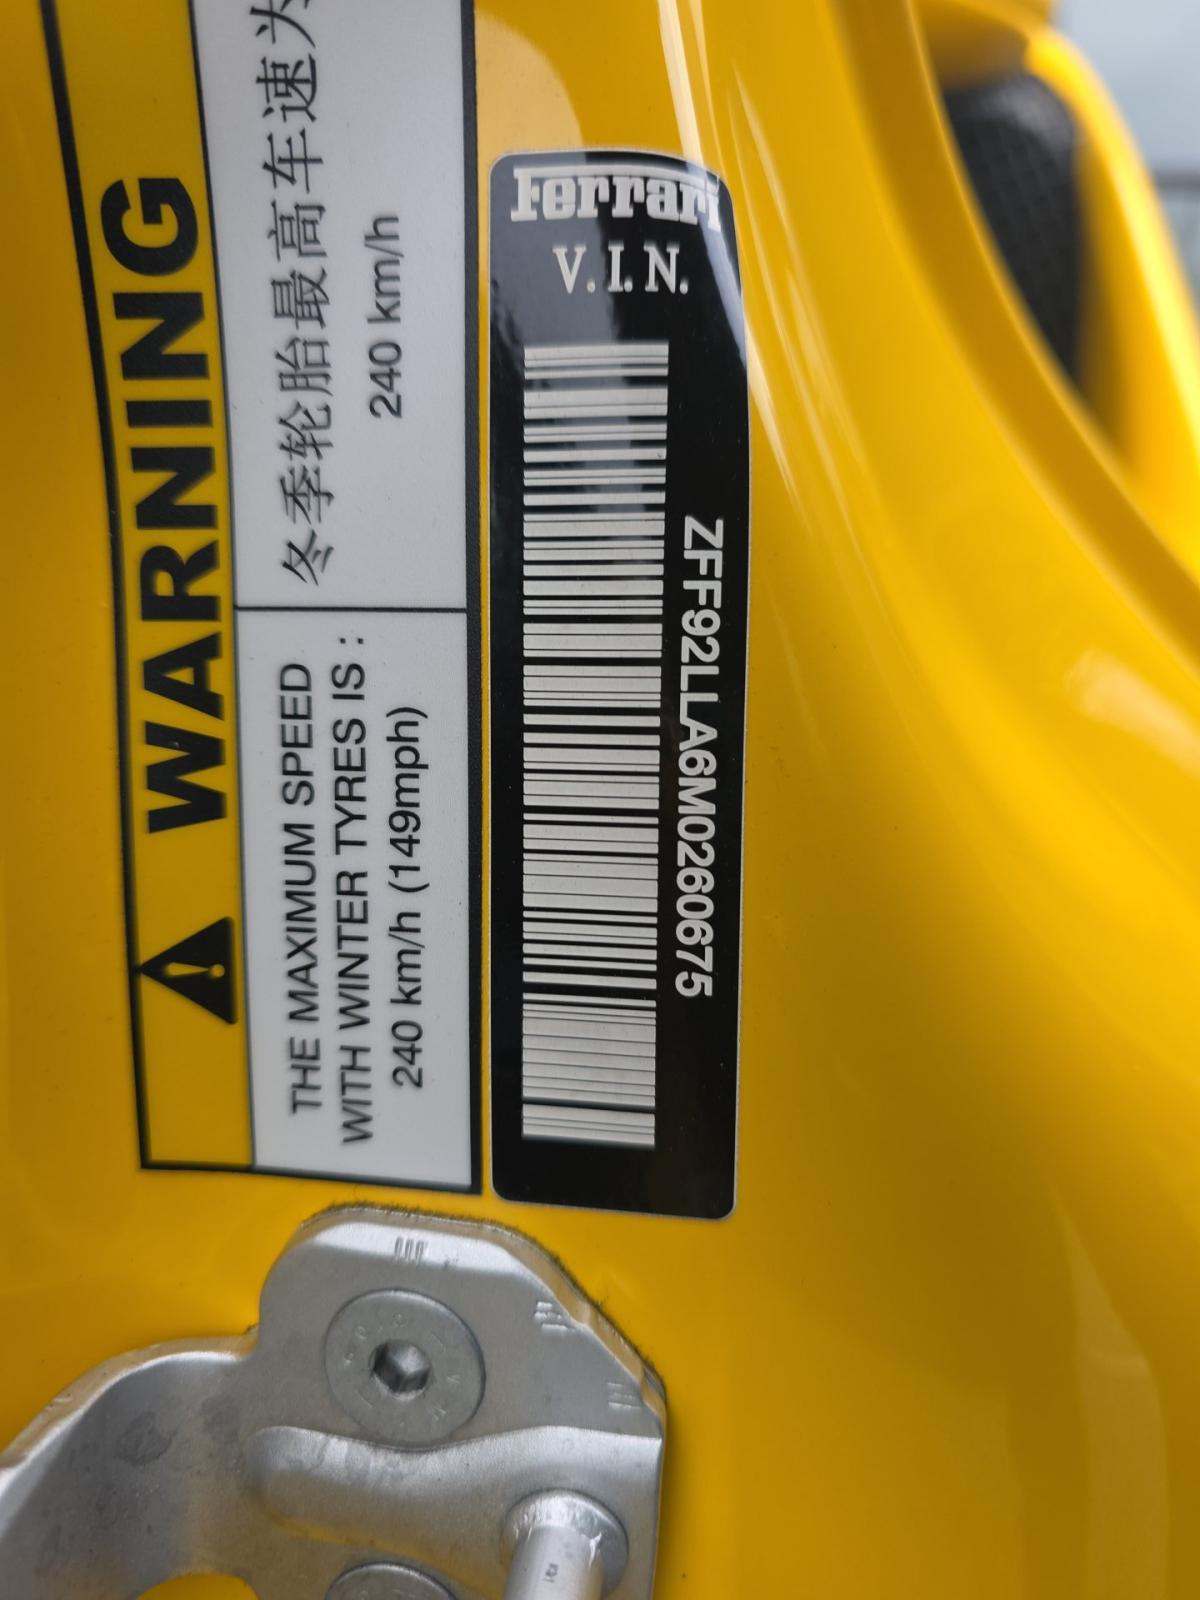 WARNING
冬季轮胎最高车速为
240 km/h
THE MAXIMUM SPEED
WITH WINTER TYRES IS :
240 km/h (149mph)
Ferrari
V.I.N.
ZFF92LLA6M0260675